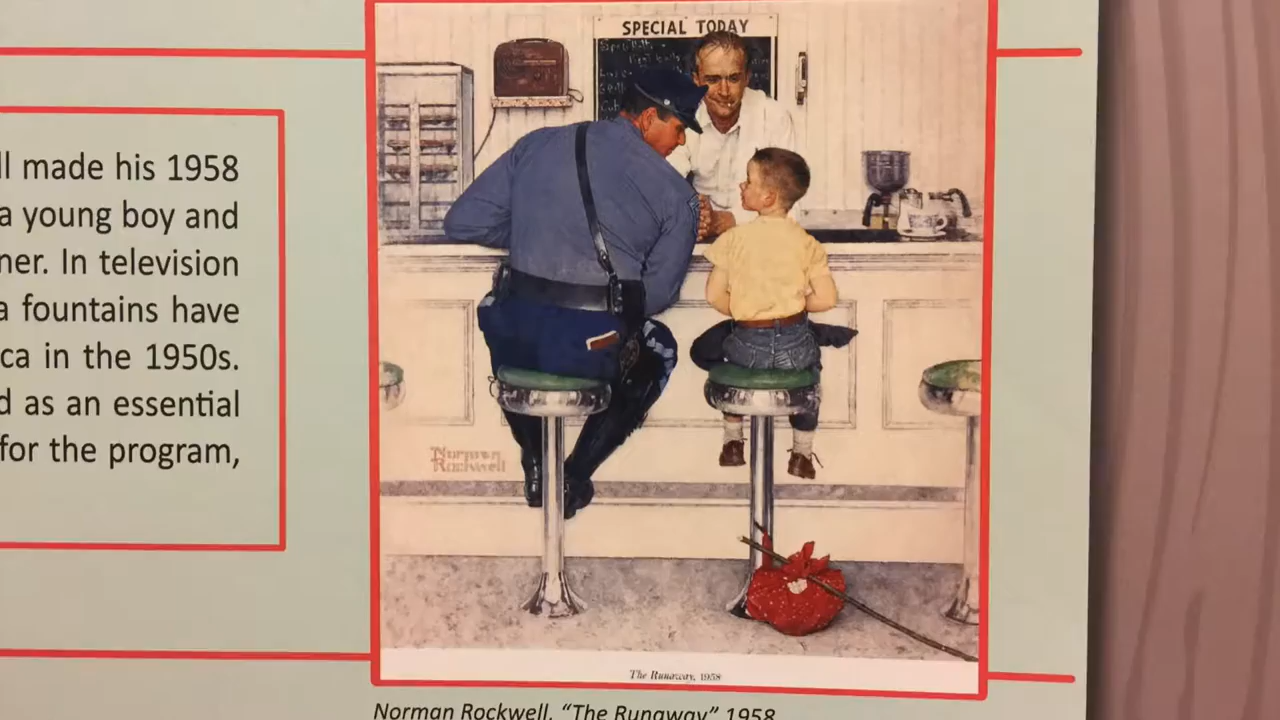 ll made his 1958
a young boy and
ner. In television
a fountains have
ca in the 1950s.
d as an essential
for the program,
SPECIAL TODAY
Norman
Rockwell
The Runaway, 1958
Norman Rockwell, "The Runaway" 1958